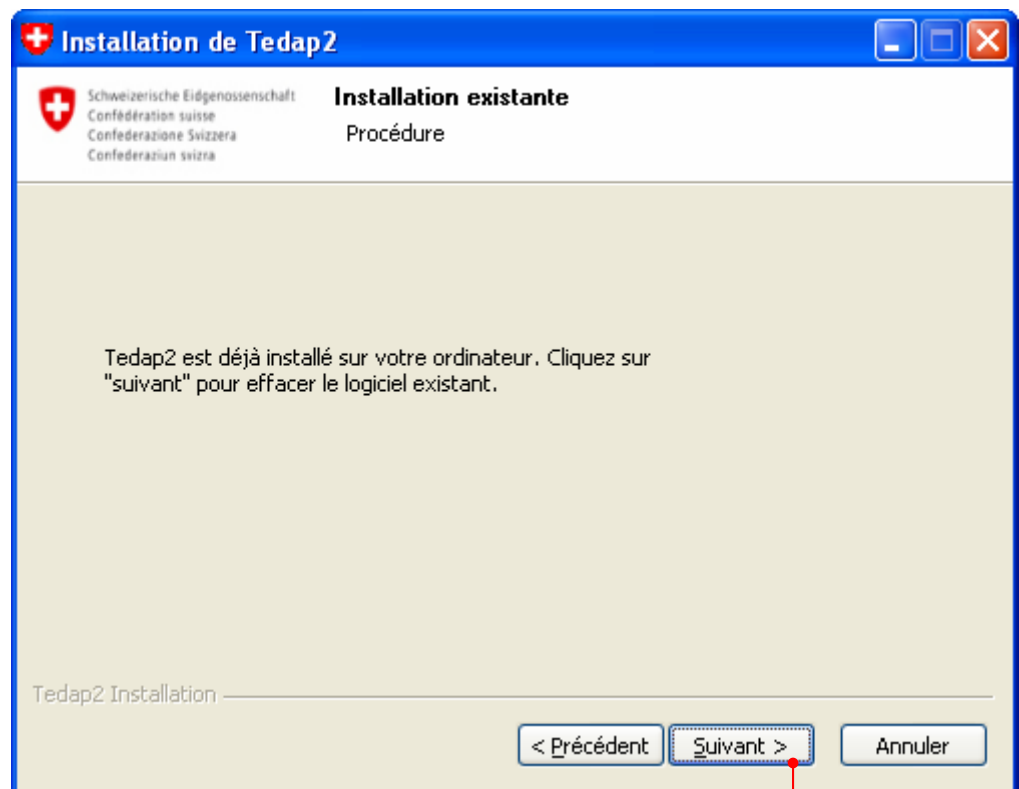 Installation de Tedap2
Schweizerische Eidgenossenschaft
Confédération suisse
Confederazione Svizzera
Confederaziun svizra
Installation existante
Procédure
Tedap2 est déjà installé sur votre ordinateur. Cliquez sur
"suivant" pour effacer le logiciel existant.
Tedap2 Installation
< Précédent
Suivant >
Annuler